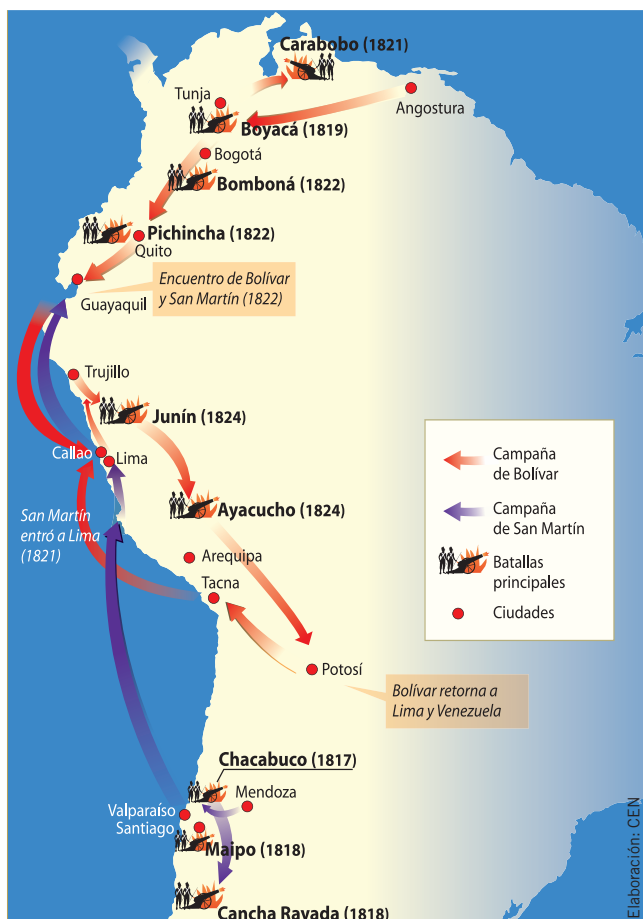 Carabobo (1821)
Tunja
Angostura
Boyacá (1819)
Bogotá
Bomboná (1822)
Pichincha (1822)
Quito
Encuentro de Bolívar
y San Martín (1822)
Guayaquil
Trujillo
Junín (1824)
Callao
Lima
San Martín
entró a Lima
(1821)
Ayacucho (1824)
Arequipa
Tacna
Potosí
Bolívar retorna a
Lima y Venezuela
Chacabuco (1817)
Mendoza
Valparaíso
Santiago
Maipo (1818)
Cancha Rayada (1818)
Campaña
de Bolívar
Campaña
de San Martín
Batallas
principales
Ciudades
Elaboración: CEN